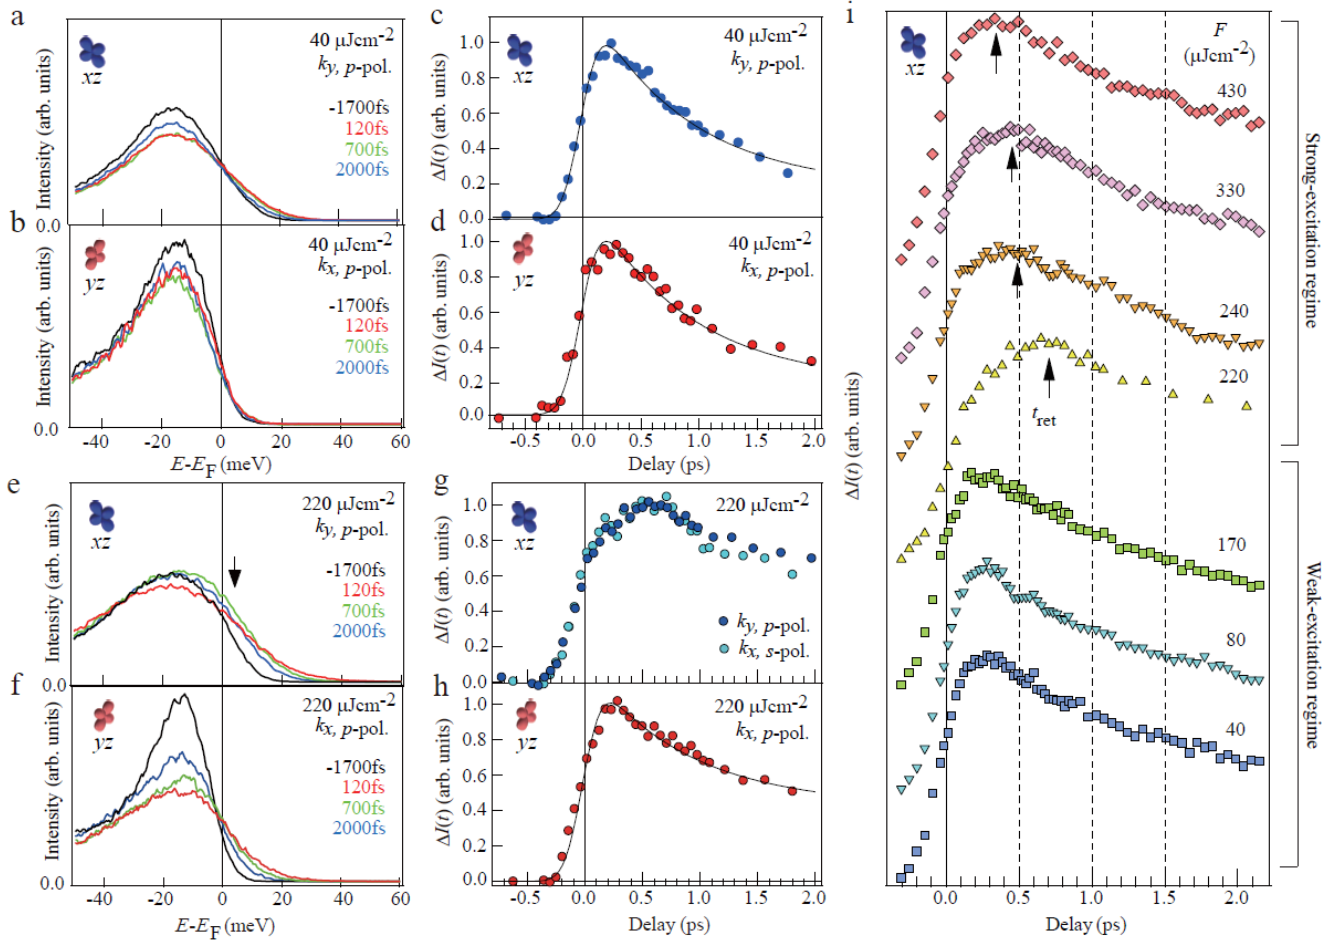 a
xz
40 μJcm-2
ky, p-pol.
-1700fs
120fs
700fs
2000fs
Intensity (arb. units)
0.0
b
yz
40 μJcm-2
kx, p-pol.
-1700fs
120fs
700fs
2000fs
Intensity (arb. units)
0.0
-40 -20 0 20 40 60
E-EF (meV)
c
xz
40 μJcm-2
ky, p-pol.
ΔI(t) (arb. units)
1.0
0.8
0.6
0.4
0.2
0.0
d
yz
40 μJcm-2
kx, p-pol.
ΔI(t) (arb. units)
1.0
0.8
0.6
0.4
0.2
0.0
-0.5 0.0 0.5 1.0 1.5 2.0
Delay (ps)
e
xz
220 μJcm-2
ky, p-pol.
-1700fs
120fs
700fs
2000fs
Intensity (arb. units)
0.0
f
yz
220 μJcm-2
kx, p-pol.
-1700fs
120fs
700fs
2000fs
Intensity (arb. units)
0.0
-40 -20 0 20 40 60
E-EF (meV)
g
xz
220 μJcm-2
ky, p-pol.
kx, s-pol.
ΔI(t) (arb. units)
1.0
0.8
0.6
0.4
0.2
0.0
h
yz
220 μJcm-2
kx, p-pol.
ΔI(t) (arb. units)
1.0
0.8
0.6
0.4
0.2
0.0
-0.5 0.0 0.5 1.0 1.5 2.0
Delay (ps)
i
xz
F
(μJcm-2)
430
330
240
220
tret
170
80
40
ΔI(t) (arb. units)
0.0 0.5 1.0 1.5 2.0
Delay (ps)
Strong-excitation regime
Weak-excitation regime